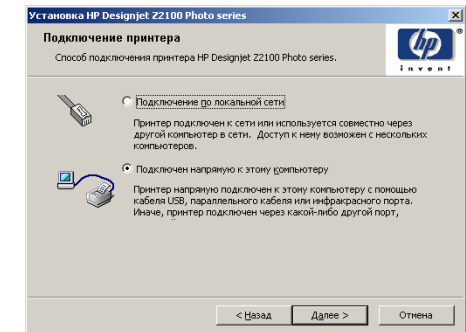 Установка HP Designjet Z2100 Photo series
Подключение принтера
Способ подключения принтера HP Designjet Z2100 Photo series.
hp
®
invent
Подключение по локальной сети
Принтер подключен к сети или используется совместно через
другой компьютер в сети. Доступ к нему возможен с нескольких
компьютеров.
Подключен напрямую к этому компьютеру
Принтер напрямую подключен к этому компьютеру с помощью
кабеля USB, параллельного кабеля или инфракрасного порта.
Иначе, принтер подключен через какой-либо другой порт,
< Назад
Далее >
Отмена